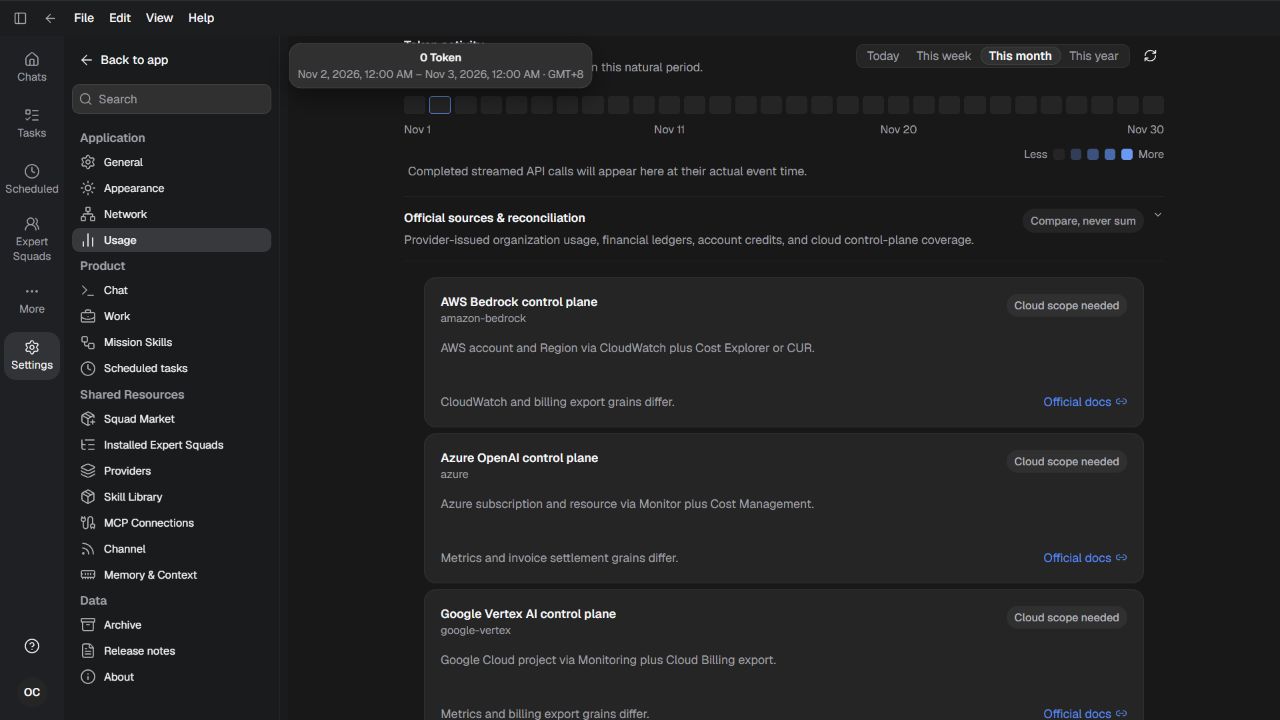 File Edit View Help
Chats
Tasks
Scheduled
Expert
Squads
More
Settings
OC
Back to app
Search
Application
General
Appearance
Network
Usage
Product
Chat
Work
Mission Skills
Scheduled tasks
Shared Resources
Squad Market
Installed Expert Squads
Providers
Skill Library
MCP Connections
Channel
Memory & Context
Data
Archive
Release notes
About
0 Token
Nov 2, 2026, 12:00 AM – Nov 3, 2026, 12:00 AM · GMT+8
this natural period.
Today This week This month This year
Nov 1 Nov 11 Nov 20 Nov 30
Less More
Completed streamed API calls will appear here at their actual event time.
Official sources & reconciliation
Compare, never sum
Provider-issued organization usage, financial ledgers, account credits, and cloud control-plane coverage.
AWS Bedrock control plane
Cloud scope needed
amazon-bedrock
AWS account and Region via CloudWatch plus Cost Explorer or CUR.
CloudWatch and billing export grains differ.
Official docs
Azure OpenAI control plane
Cloud scope needed
azure
Azure subscription and resource via Monitor plus Cost Management.
Metrics and invoice settlement grains differ.
Official docs
Google Vertex AI control plane
Cloud scope needed
google-vertex
Google Cloud project via Monitoring plus Cloud Billing export.
Metrics and billing export grains differ.
Official docs